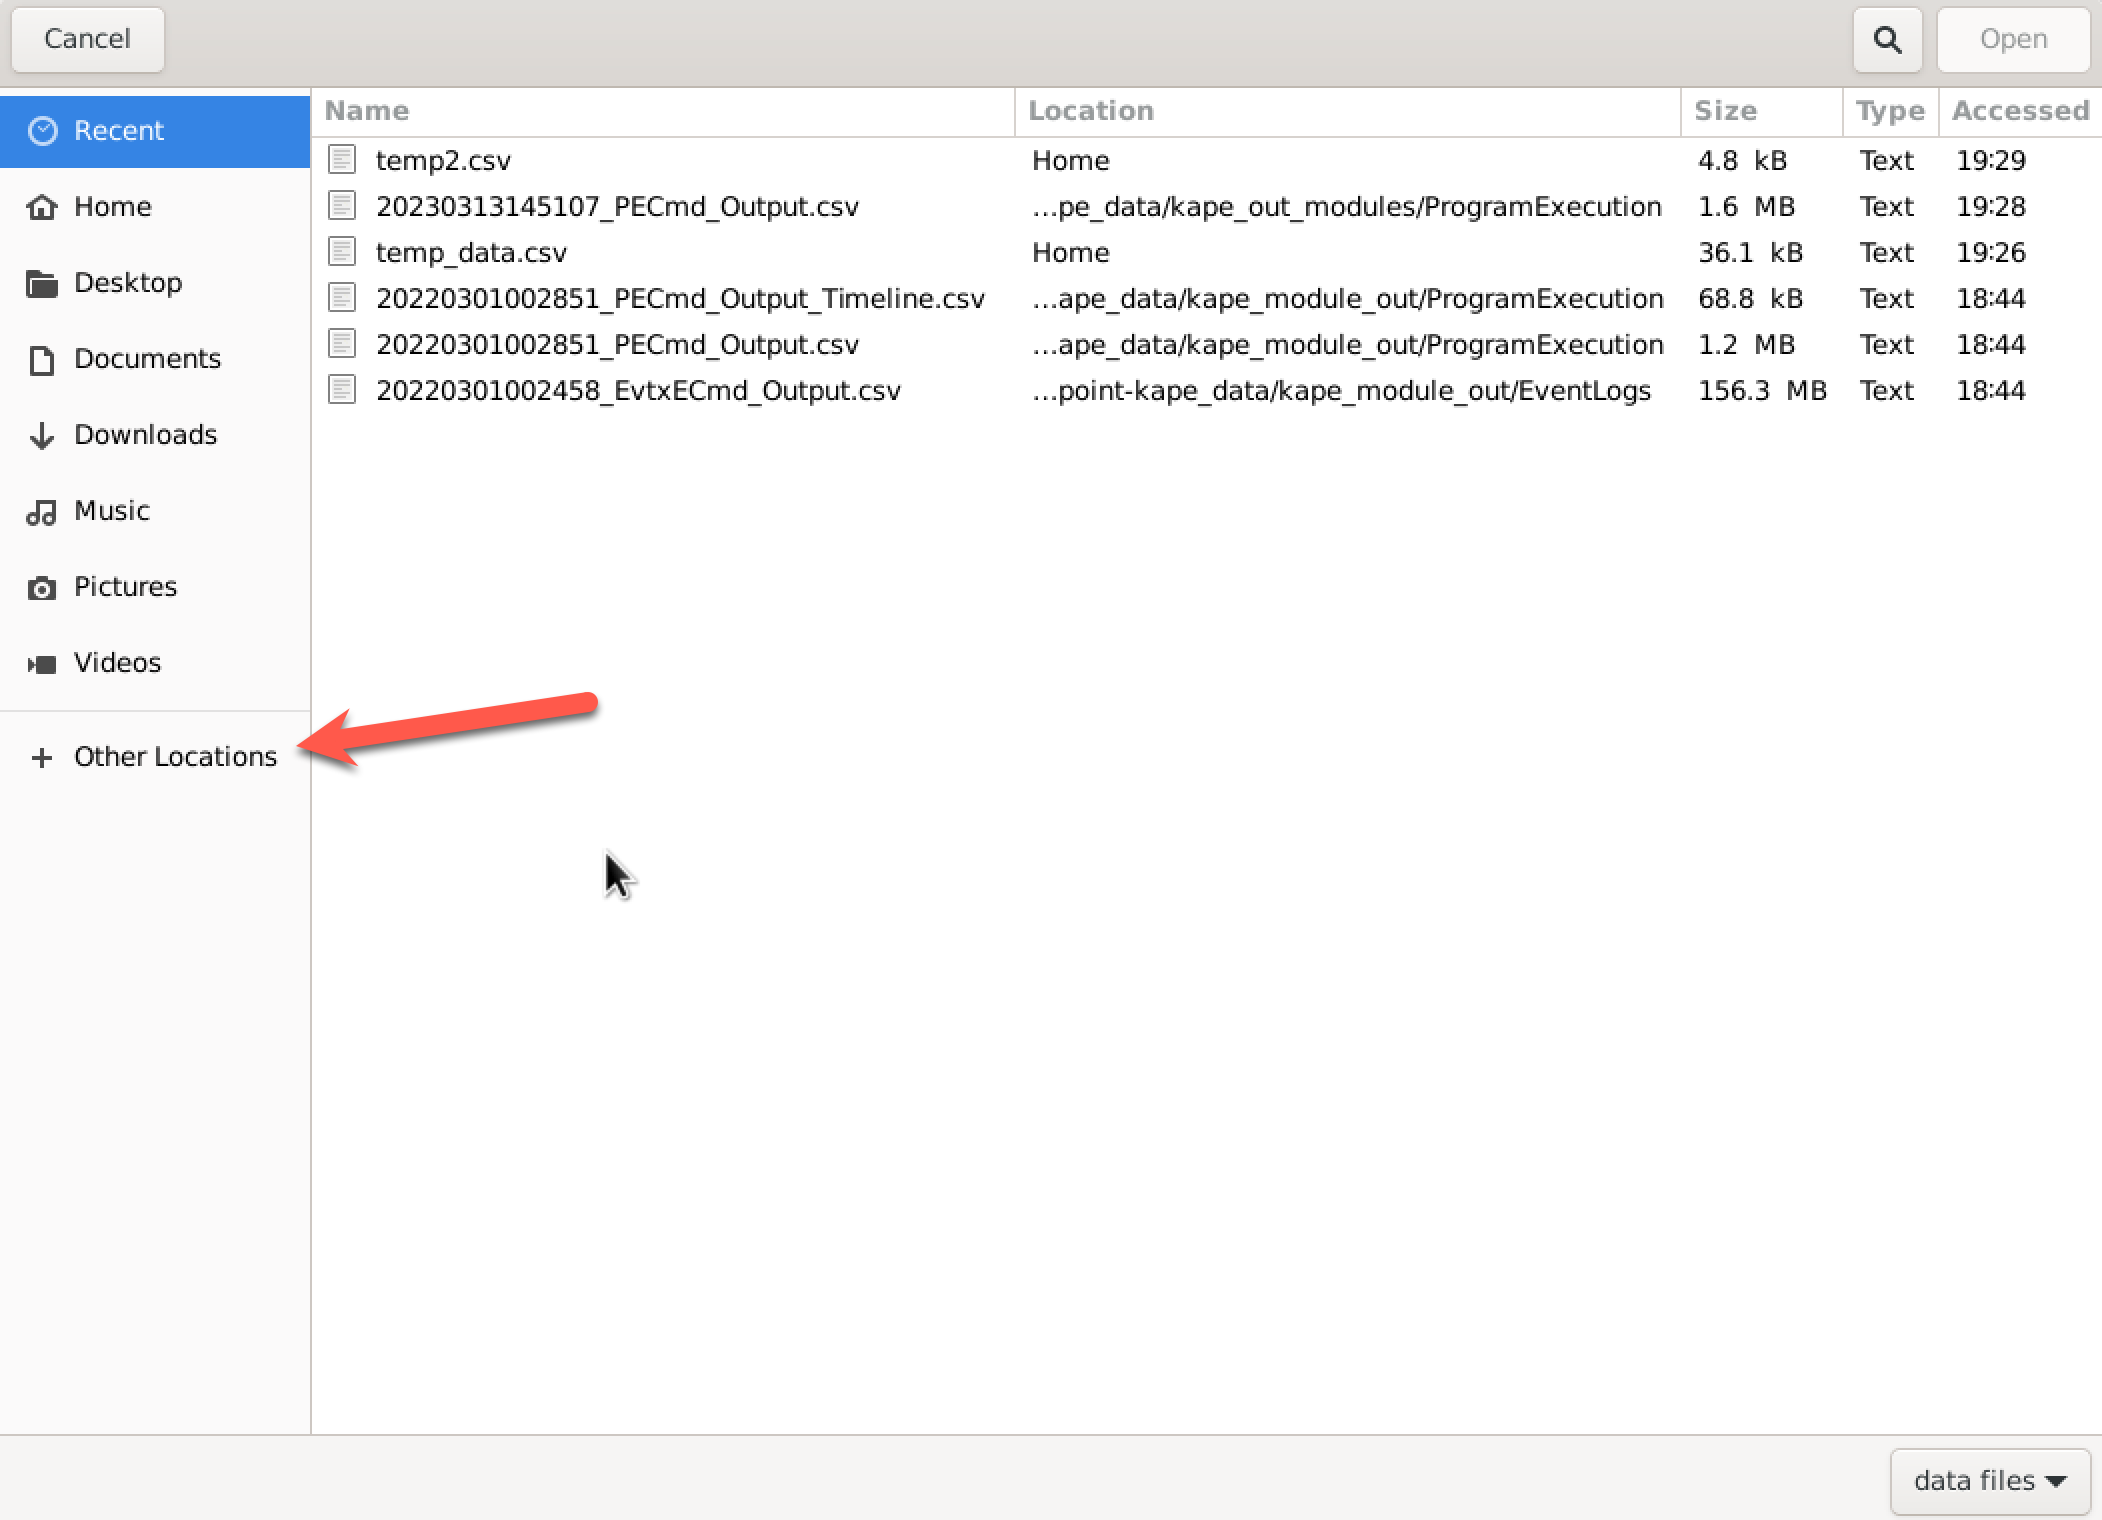 Cancel
Open
Recent
Home
Desktop
Documents
Downloads
Music
Pictures
Videos
Other Locations
Name Location Size Type Accessed
temp2.csv Home 4.8 kB Text 19:29
20230313145107_PECmd_Output.csv ...pe_data/kape_out_modules/ProgramExecution 1.6 MB Text 19:28
temp_data.csv Home 36.1 kB Text 19:26
20220301002851_PECmd_Output_Timeline.csv ...ape_data/kape_module_out/ProgramExecution 68.8 kB Text 18:44
20220301002851_PECmd_Output.csv ...ape_data/kape_module_out/ProgramExecution 1.2 MB Text 18:44
20220301002458_EvtxECmd_Output.csv ...point-kape_data/kape_module_out/EventLogs 156.3 MB Text 18:44
data files